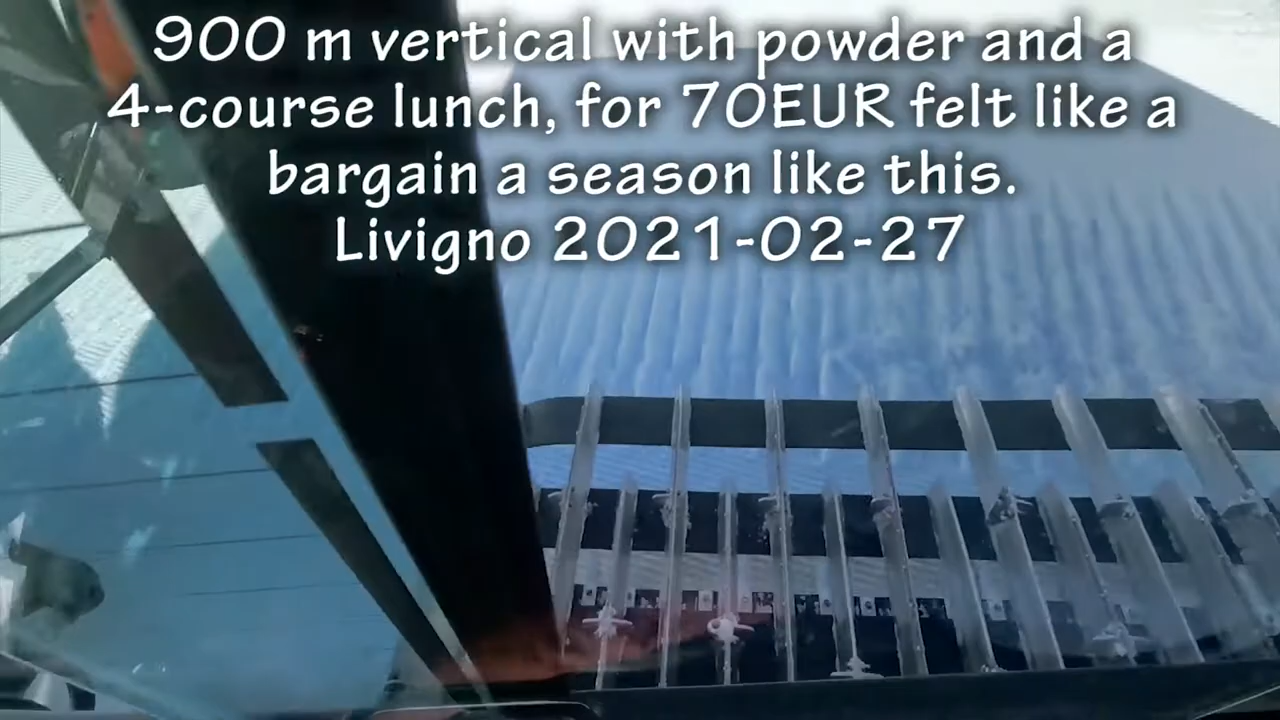 900 m vertical with powder and a
4-course lunch, for 70EUR felt like a
bargain a season like this.
Livigno 2021-02-27